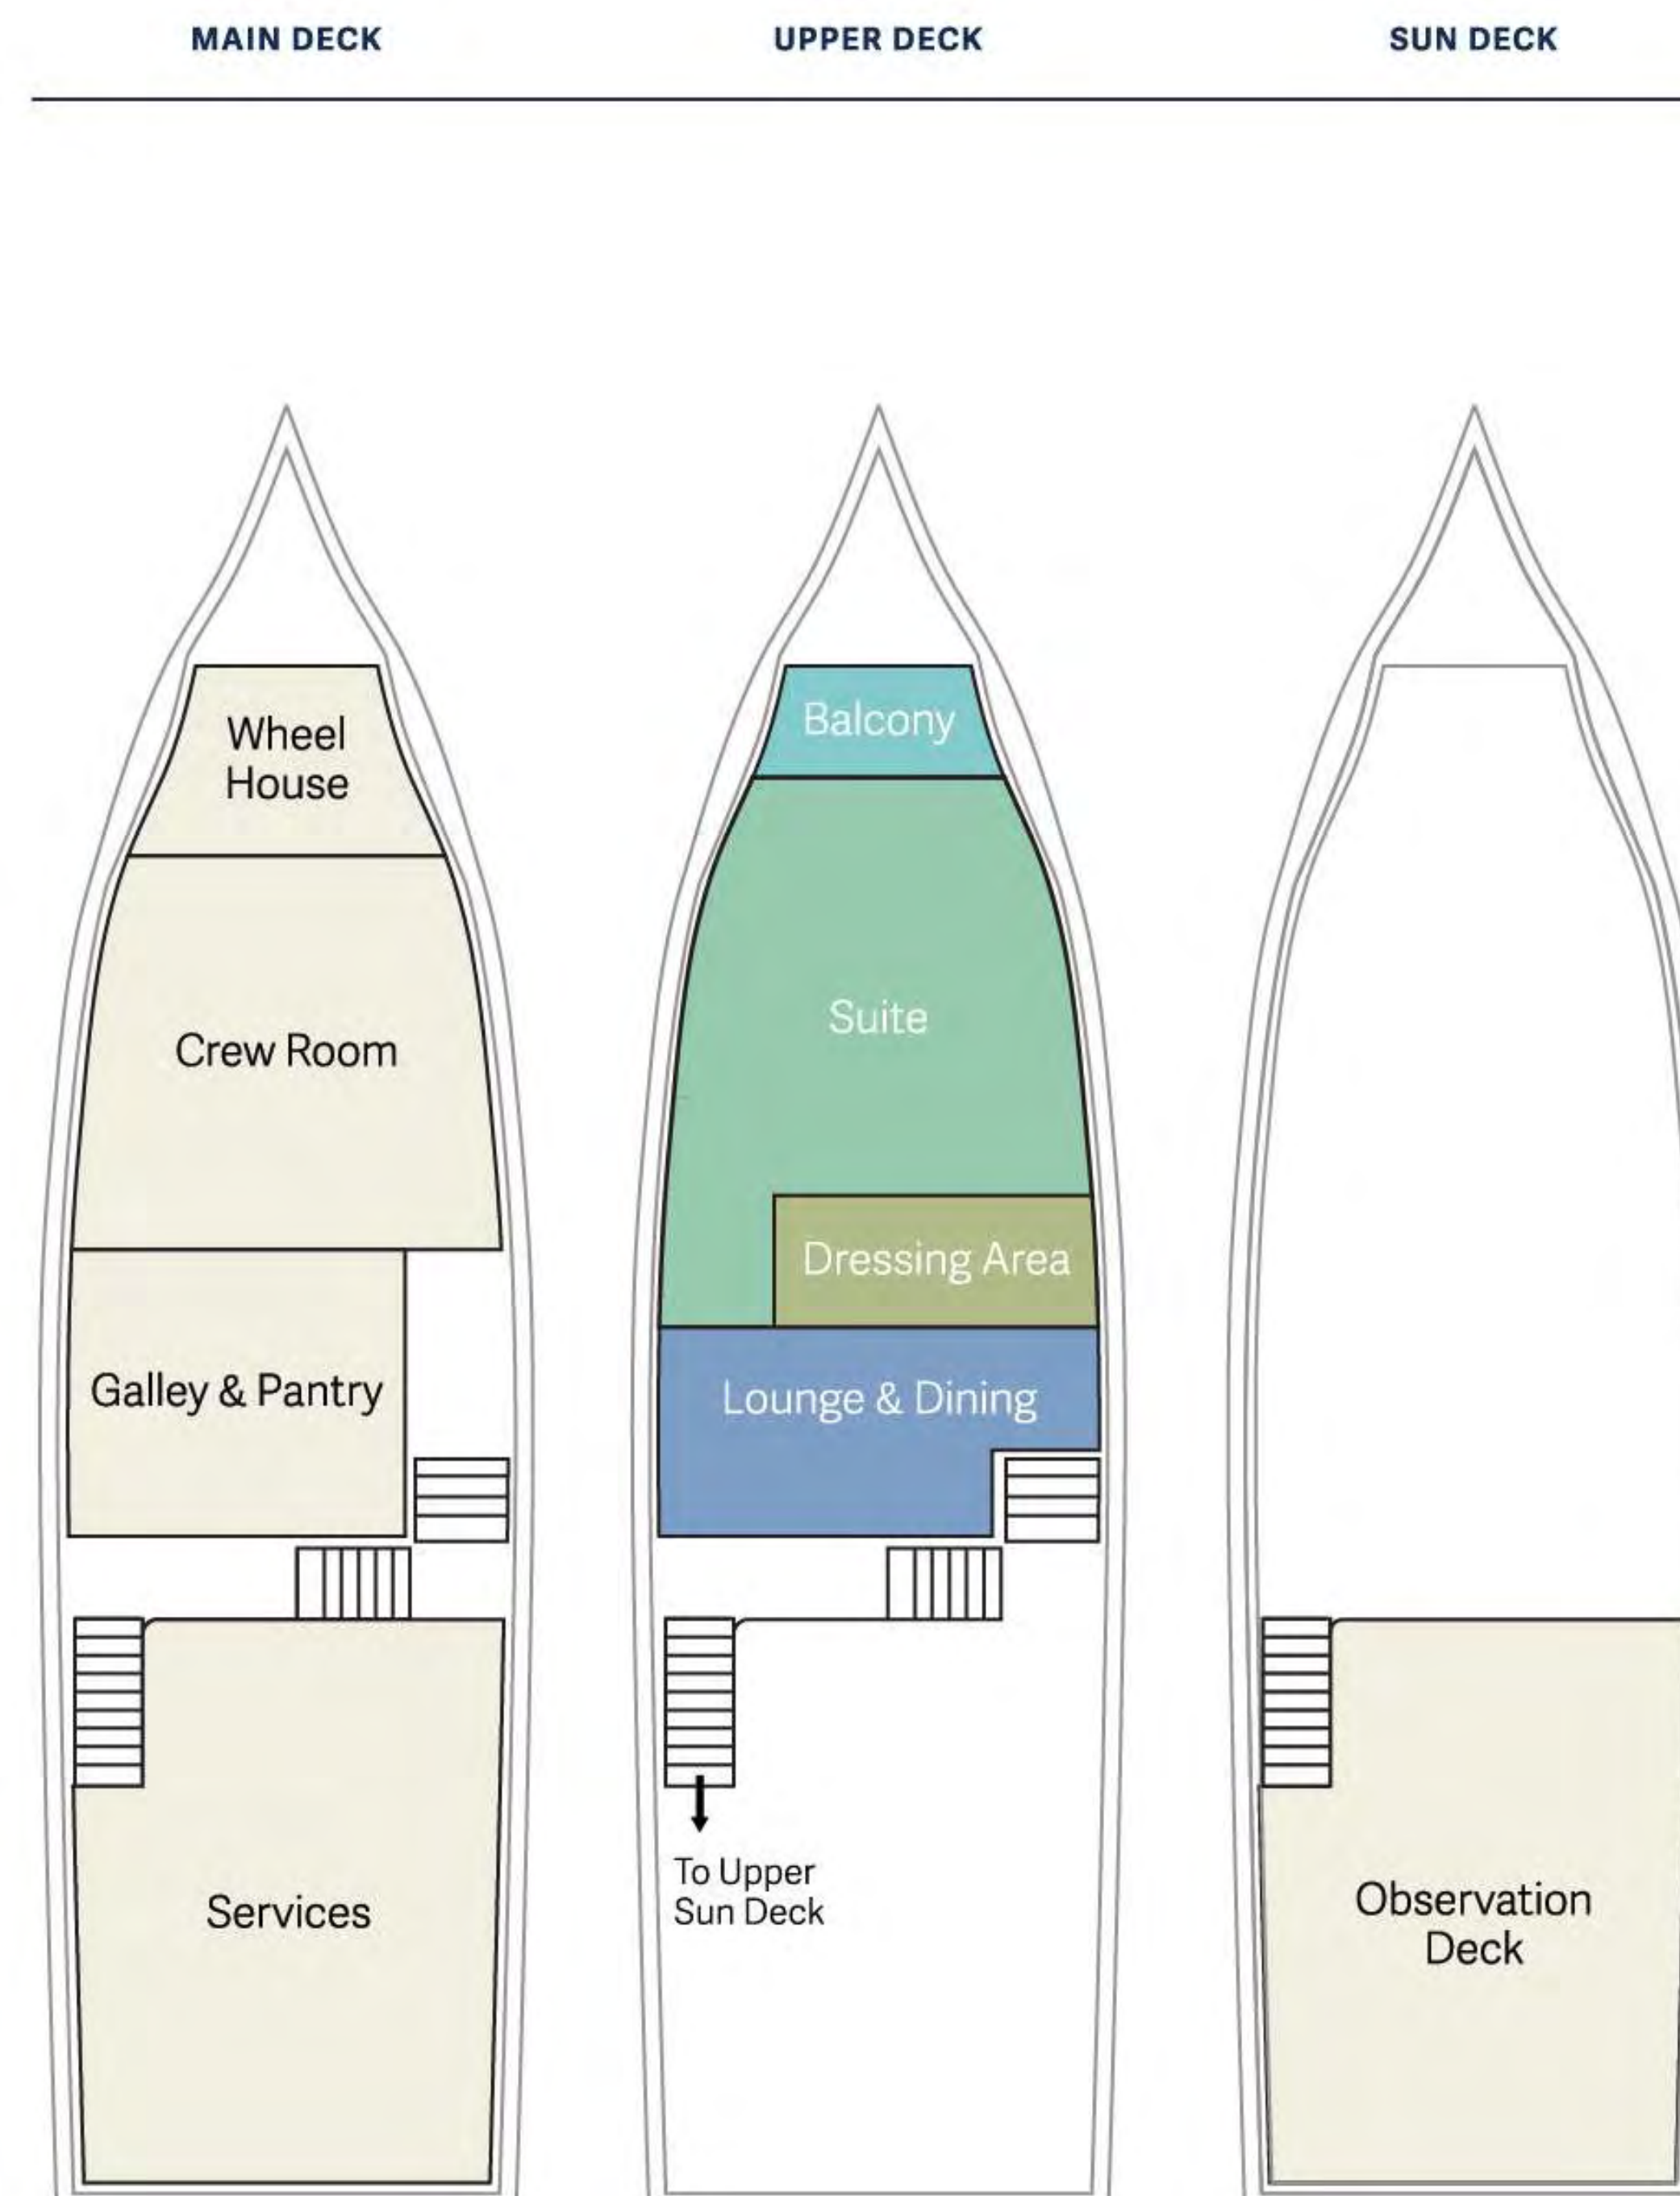 MAIN DECK
UPPER DECK
SUN DECK
Wheel
House
Crew Room
Galley & Pantry
Services
Balcony
Suite
Dressing Area
Lounge & Dining
To Upper
Sun Deck
Observation
Deck